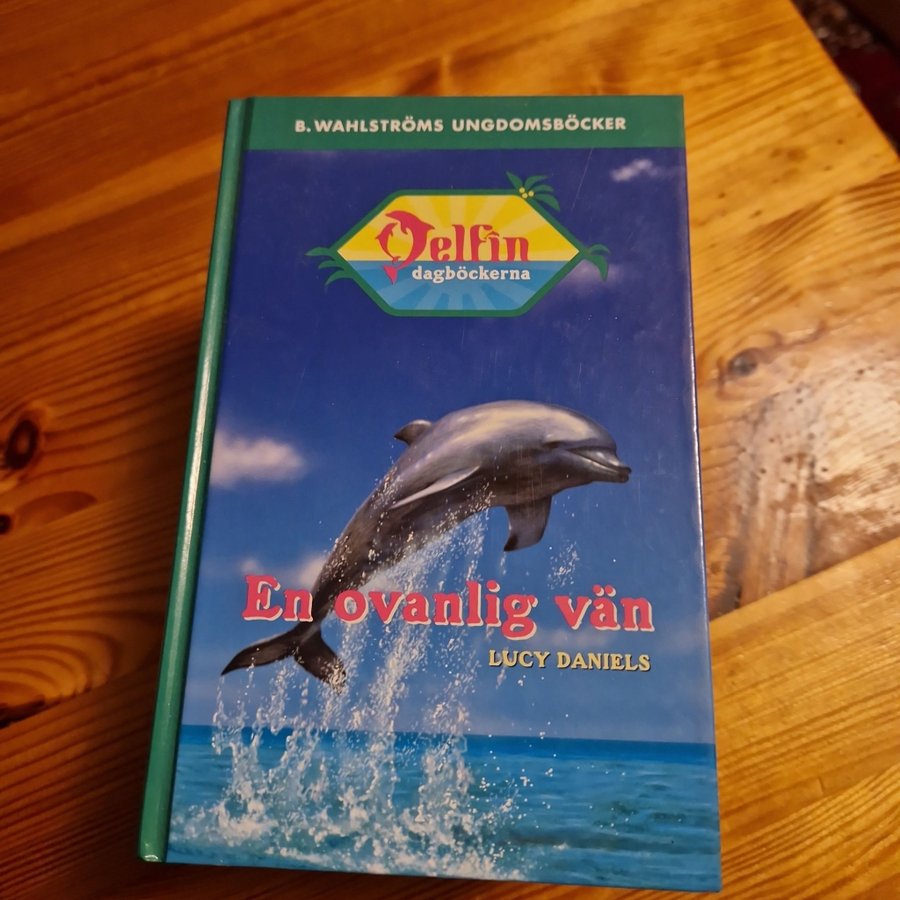 B. WAHLSTRÖMS UNGDOMSBÖCKER
Delfin
dagböckerna
En ovanlig vän
LUCY DANIELS